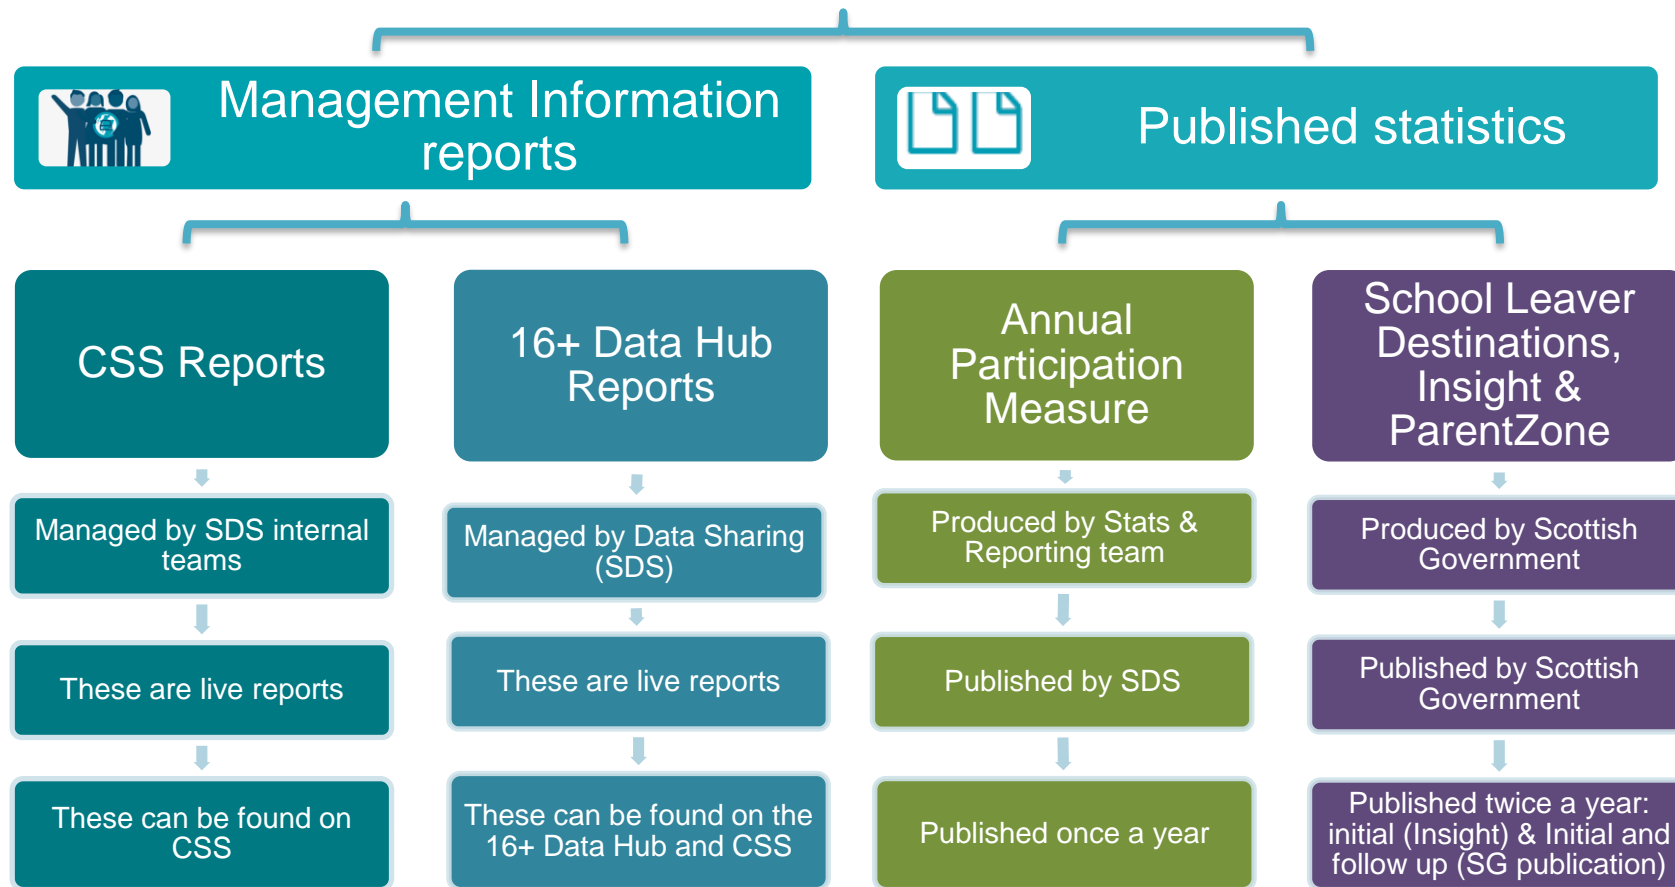 Management Information
reports
Published statistics
CSS Reports
16+ Data Hub
Reports
Annual
Participation
Measure
School Leaver
Destinations,
Insight &
ParentZone
Managed by SDS internal
teams
Managed by Data Sharing
(SDS)
Produced by Stats &
Reporting team
Produced by Scottish
Government
These are live reports
These are live reports
Published by SDS
Published by Scottish
Government
These can be found on
CSS
These can be found on the
16+ Data Hub and CSS
Published once a year
Published twice a year:
initial (Insight) & Initial and
follow up (SG publication)